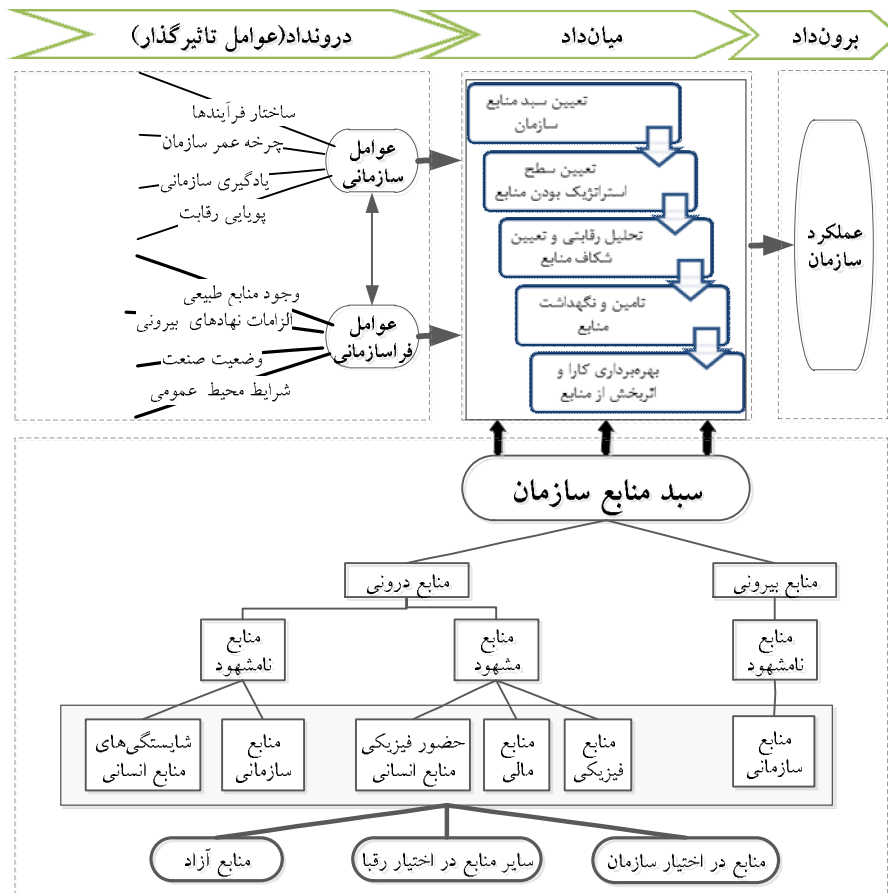 درونداد(عوامل تاثیرگذار)
میان‌داد
برون‌داد
ساختار فرآیندها
چرخه عمر سازمان
یادگیری سازمانی
پویایی رقابت
عوامل
سازمانی
وجود منابع طبیعی
الزامات نهادهای بیرونی
وضعیت صنعت
شرایط محیط عمومی
عوامل
فراسازمانی
تعیین سبد منابع
سازمان
تعیین سطح
استراتژیک بودن منابع
تحلیل رقابتی و تعیین
شکاف منابع
تامین و نگهداشت
منابع
بهره‌برداری کارا و
اثربخش از منابع
عملکرد
سازمان
سبد منابع سازمان
منابع درونی
منابع بیرونی
منابع
نامشهود
منابع
مشهود
منابع
نامشهود
شایستگی‌های
منابع انسانی
منابع
سازمانی
حضور فیزیکی
منابع انسانی
منابع
مالی
منابع
فیزیکی
منابع
سازمانی
منابع آزاد
سایر منابع در اختیار رقبا
منابع در اختیار سازمان